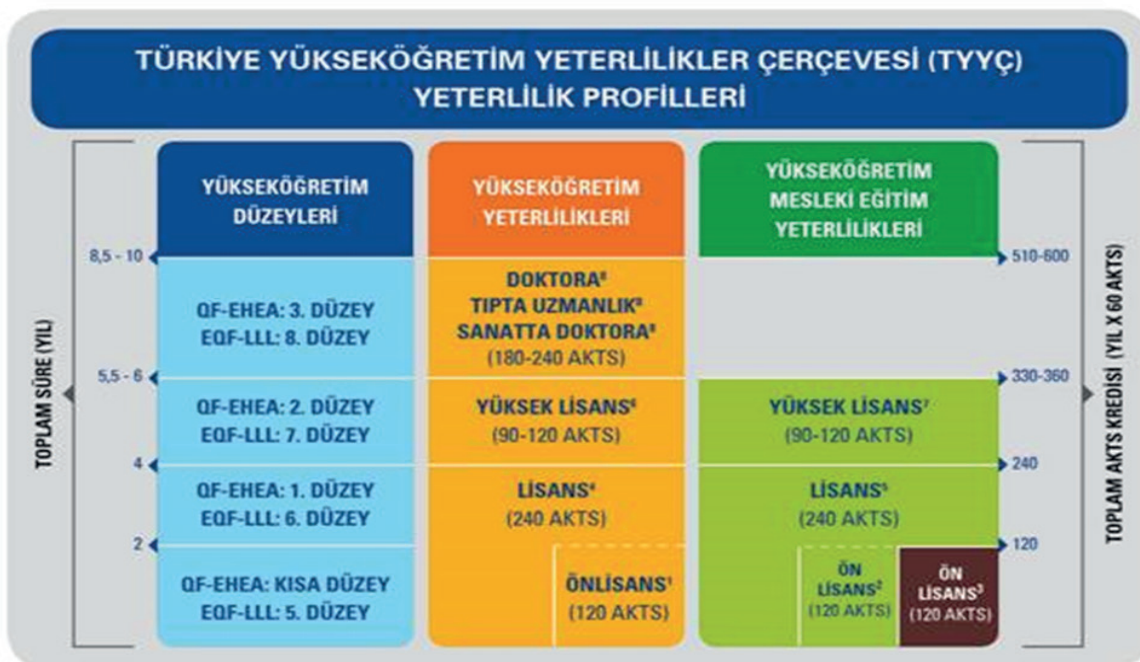 TÜRKİYE YÜKSEKÖĞRETİM YETERLİLİKLER ÇERÇEVESİ (TYYÇ)
YETERLİLİK PROFİLLERİ
YÜKSEKÖĞRETİM
DÜZEYLERİ
YÜKSEKÖĞRETİM
YETERLİLİKLERİ
YÜKSEKÖĞRETİM
MESLEKİ EĞİTİM
YETERLİLİKLERİ
TOPLAM SÜRE (YIL)
8,5 - 10
5,5 - 6
4
2
QF-EHEA: 3. DÜZEY
EQF-LLL: 8. DÜZEY
QF-EHEA: 2. DÜZEY
EQF-LLL: 7. DÜZEY
QF-EHEA: 1. DÜZEY
EQF-LLL: 6. DÜZEY
QF-EHEA: KISA DÜZEY
EQF-LLL: 5. DÜZEY
DOKTORA⁸
TIPTA UZMANLIK⁸
SANATTA DOKTORA⁸
(180-240 AKTS)
YÜKSEK LİSANS⁶
(90-120 AKTS)
LİSANS⁴
(240 AKTS)
ÖNLİSANS¹
(120 AKTS)
YÜKSEK LİSANS⁷
(90-120 AKTS)
LİSANS⁵
(240 AKTS)
ÖN
LİSANS²
(120 AKTS)
ÖN
LİSANS³
(120 AKTS)
510-600
330-360
240
120
TOPLAM AKTS KREDİSİ (YIL X 60 AKTS)